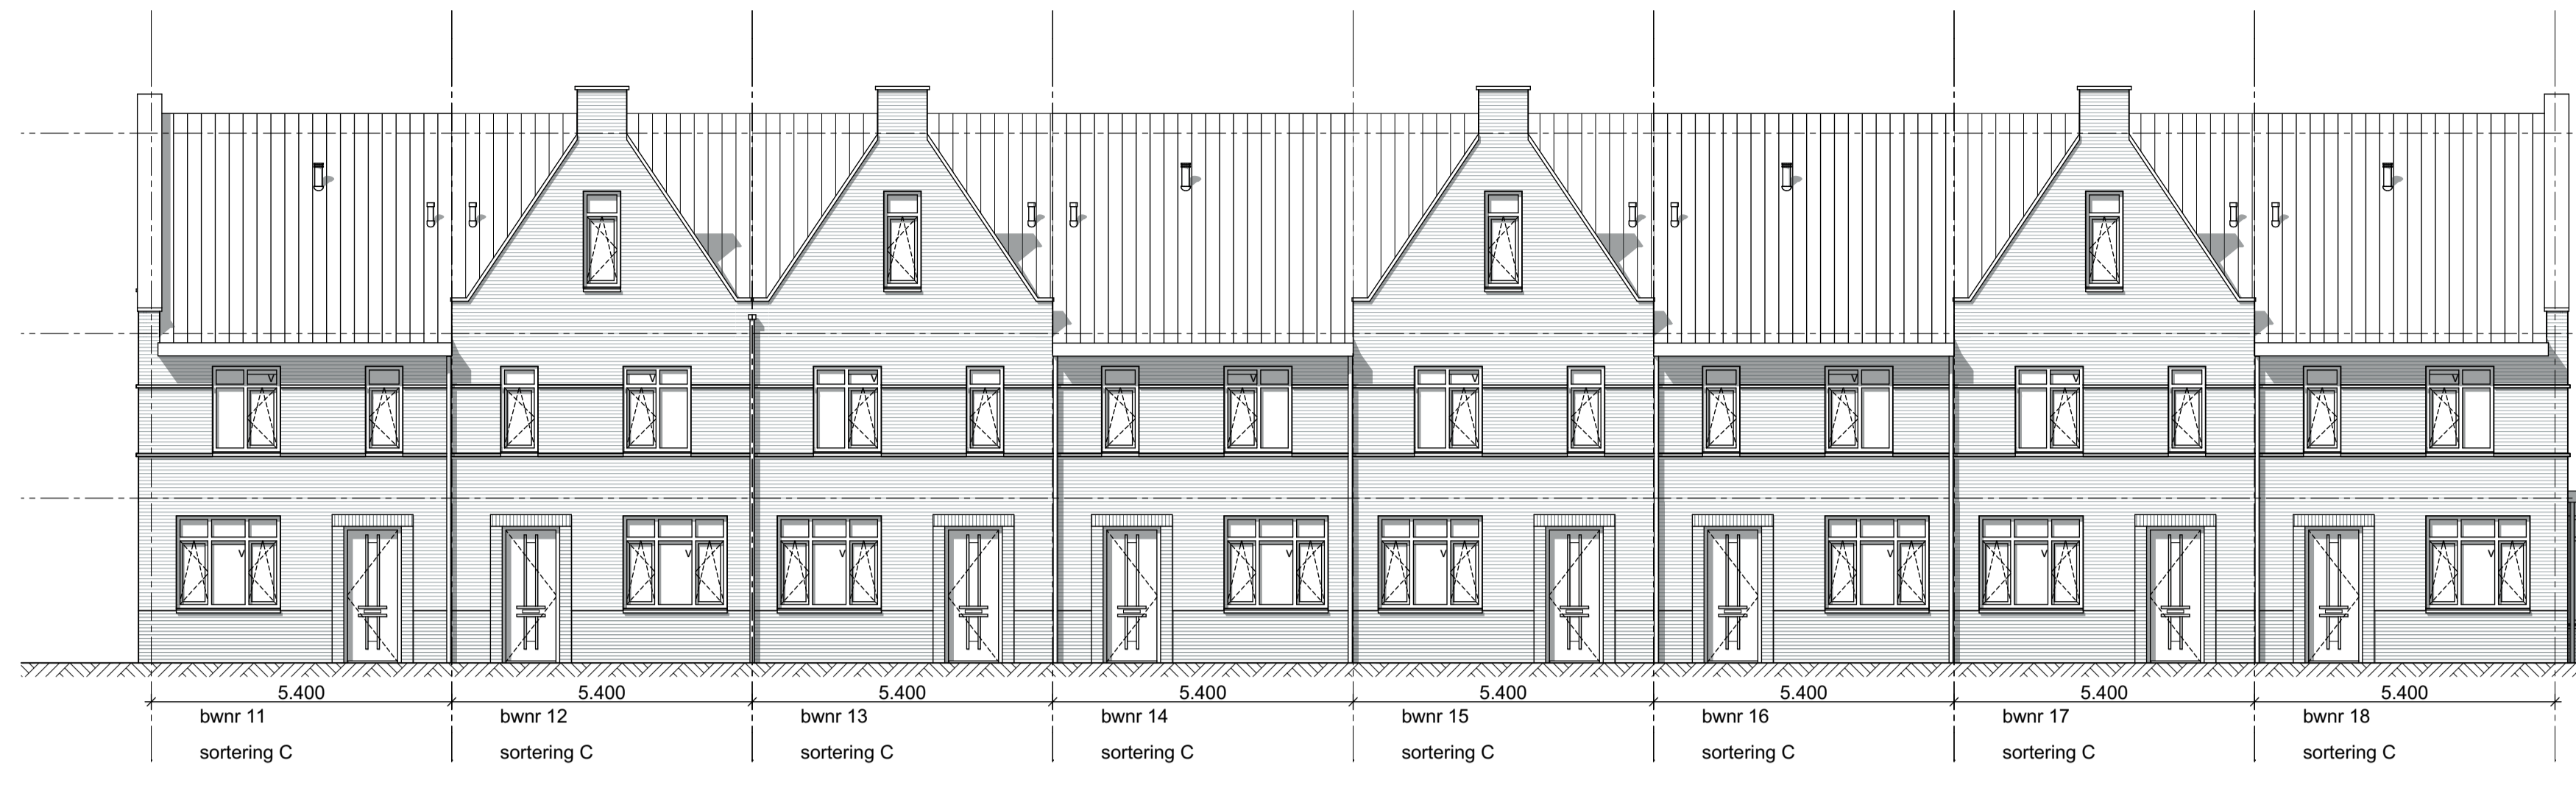 5.400 5.400 5.400 5.400 5.400 5.400 5.400 5.400
bwnr 11 bwnr 12 bwnr 13 bwnr 14 bwnr 15 bwnr 16 bwnr 17 bwnr 18
sortering C sortering C sortering C sortering C sortering C sortering C sortering C sortering C